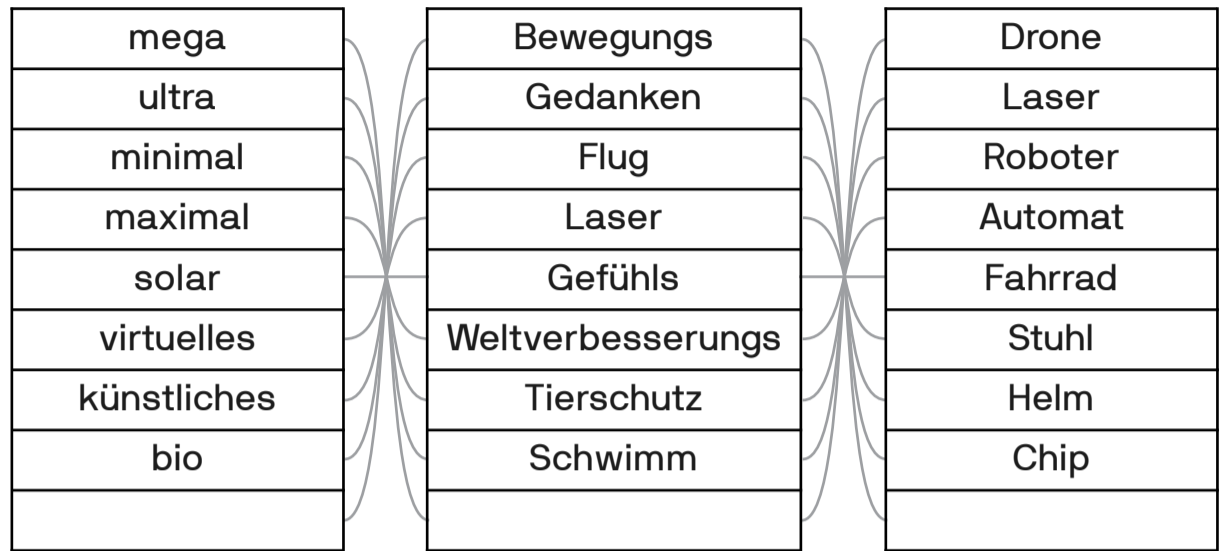 mega Bewegungs Drone
ultra Gedanken Laser
minimal Flug Roboter
maximal Laser Automat
solar Gefühls Fahrrad
virtuelles Weltverbesserungs Stuhl
künstliches Tierschutz Helm
bio Schwimm Chip